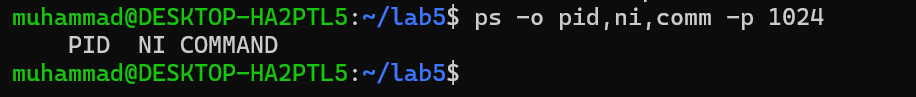 muhammad@DESKTOP-HA2PTL5:~/lab5$ ps -o pid,ni,comm -p 1024
    PID  NI COMMAND
muhammad@DESKTOP-HA2PTL5:~/lab5$